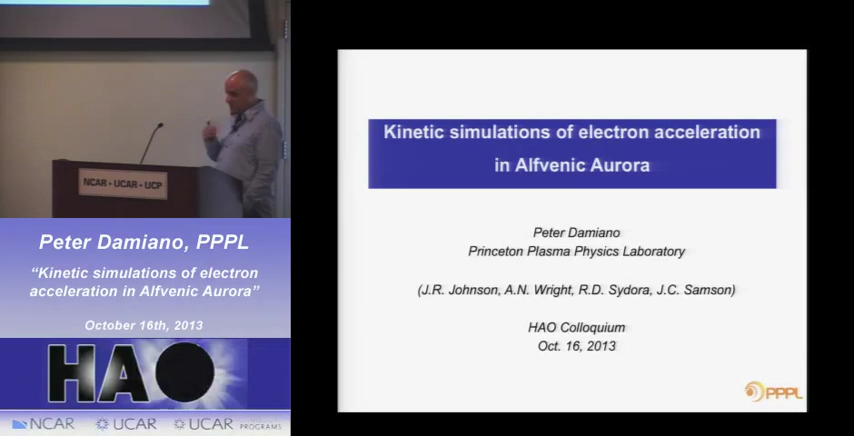 NCAR • UCAR • UCP
Peter Damiano, PPPL
“Kinetic simulations of electron
acceleration in Alfvenic Aurora”
October 16th, 2013
HAO
NCAR UCAR UCAR PROGRAMS
Kinetic simulations of electron acceleration
in Alfvenic Aurora
Peter Damiano
Princeton Plasma Physics Laboratory
(J.R. Johnson, A.N. Wright, R.D. Sydora, J.C. Samson)
HAO Colloquium
Oct. 16, 2013
PPPL